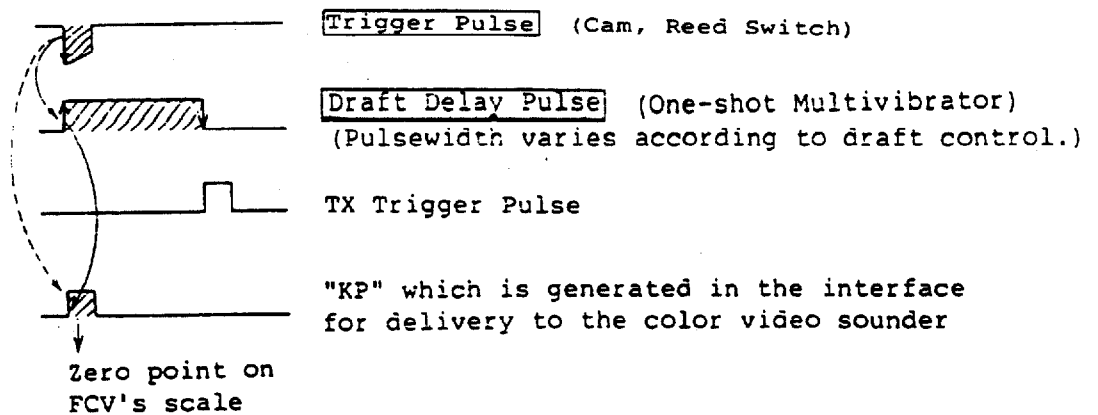 Trigger Pulse (Cam, Reed Switch)
Draft Delay Pulse (One-shot Multivibrator)
(Pulsewidth varies according to draft control.)
TX Trigger Pulse
"KP" which is generated in the interface
for delivery to the color video sounder
Zero point on
FCV's scale